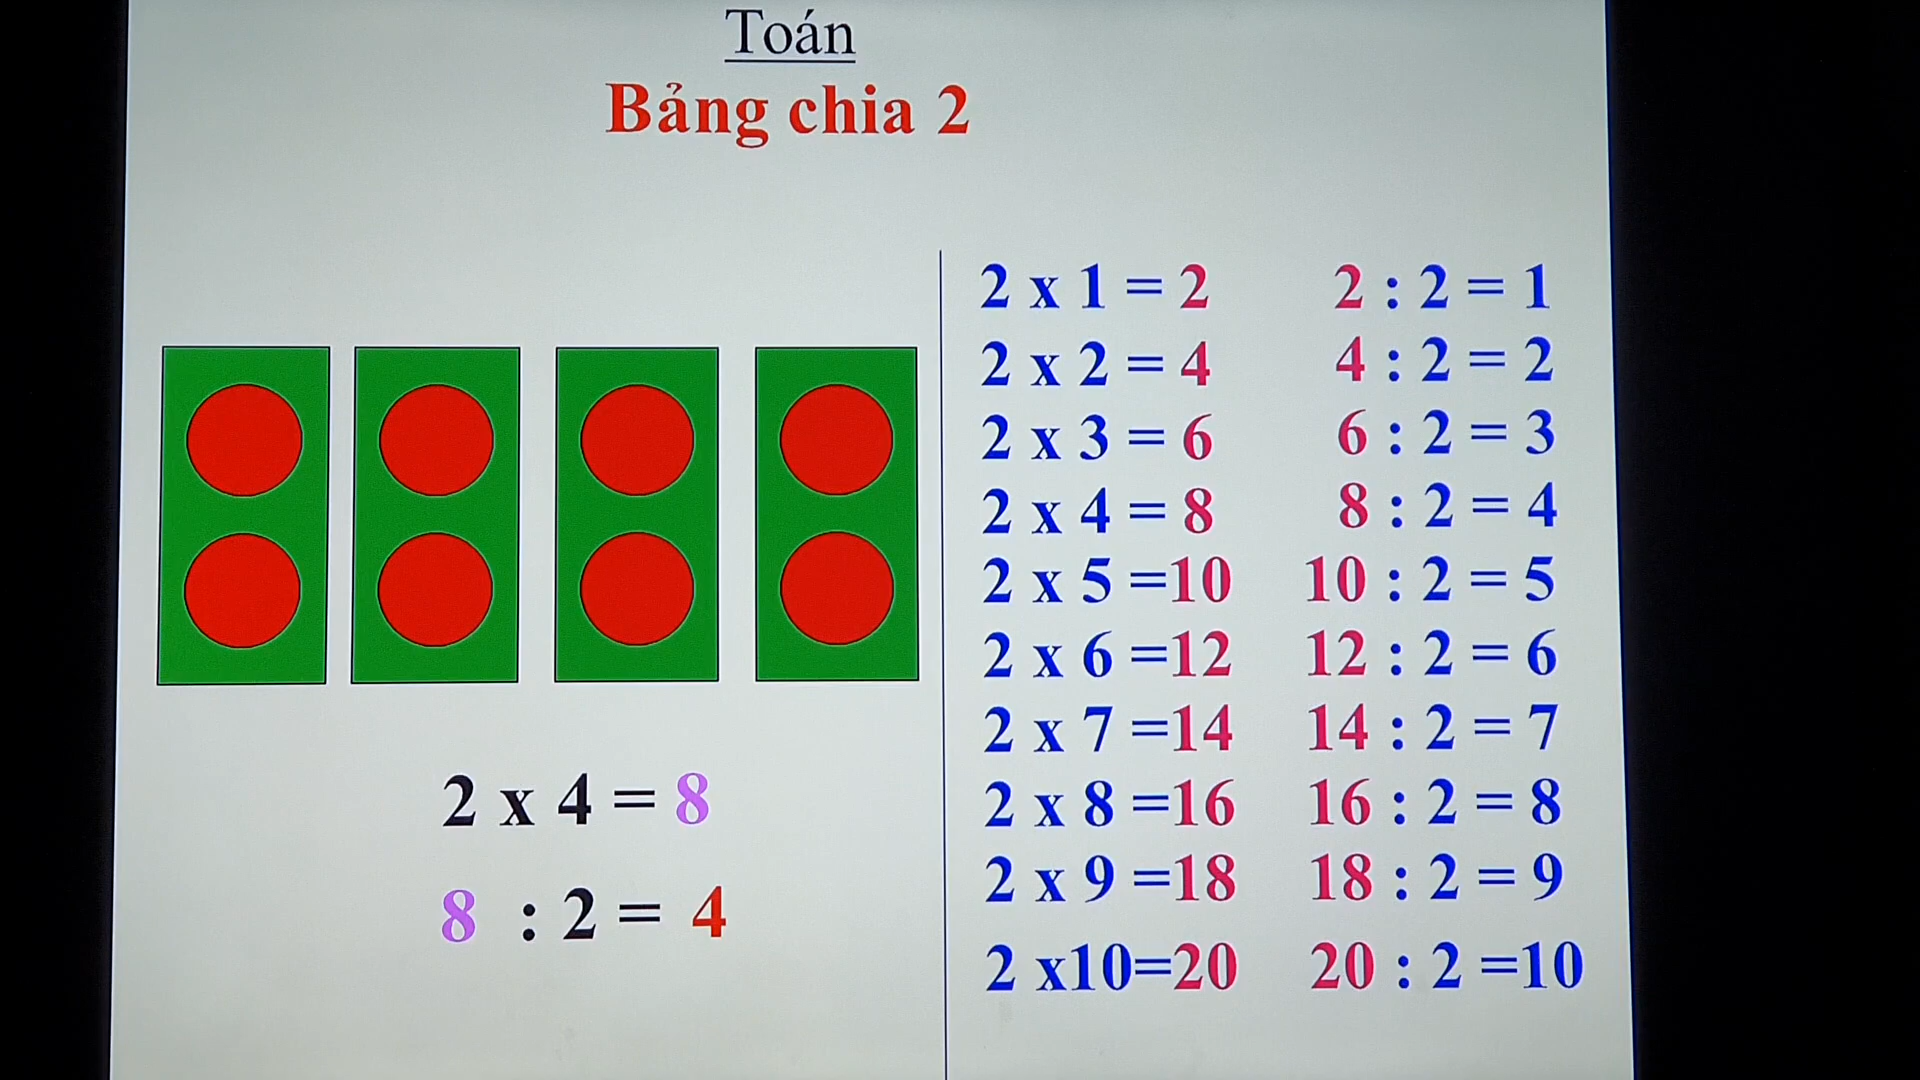 Toán
Bảng chia 2
2 x 4 = 8
8 : 2 = 4
2 x 1 = 2 2 : 2 = 1
2 x 2 = 4 4 : 2 = 2
2 x 3 = 6 6 : 2 = 3
2 x 4 = 8 8 : 2 = 4
2 x 5 =10 10 : 2 = 5
2 x 6 =12 12 : 2 = 6
2 x 7 =14 14 : 2 = 7
2 x 8 =16 16 : 2 = 8
2 x 9 =18 18 : 2 = 9
2 x10=20 20 : 2 =10